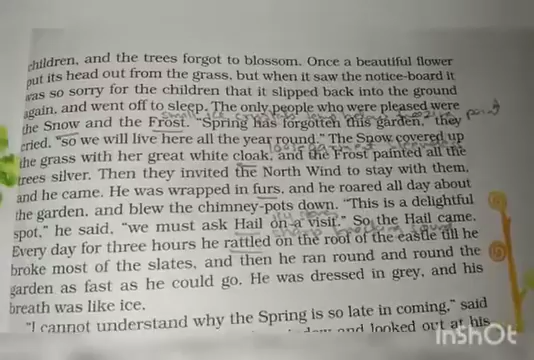 children, and the trees forgot to blossom. Once a beautiful flower
put its head out from the grass, but when it saw the notice-board it
was so sorry for the children that it slipped back into the ground
again, and went off to sleep. The only people who were pleased were
the Snow and the Frost. “Spring has forgotten this garden,” they
cried, “so we will live here all the year round.” The Snow covered up
the grass with her great white cloak, and the Frost painted all the
trees silver. Then they invited the North Wind to stay with them,
and he came. He was wrapped in furs, and he roared all day about
the garden, and blew the chimney-pots down. “This is a delightful
spot,” he said, “we must ask Hail on a visit.” So the Hail came.
Every day for three hours he rattled on the roof of the castle till he
broke most of the slates, and then he ran round and round the
garden as fast as he could go. He was dressed in grey, and his
breath was like ice.
“I cannot understand why the Spring is so late in coming,” said
and looked out at his
InShOt